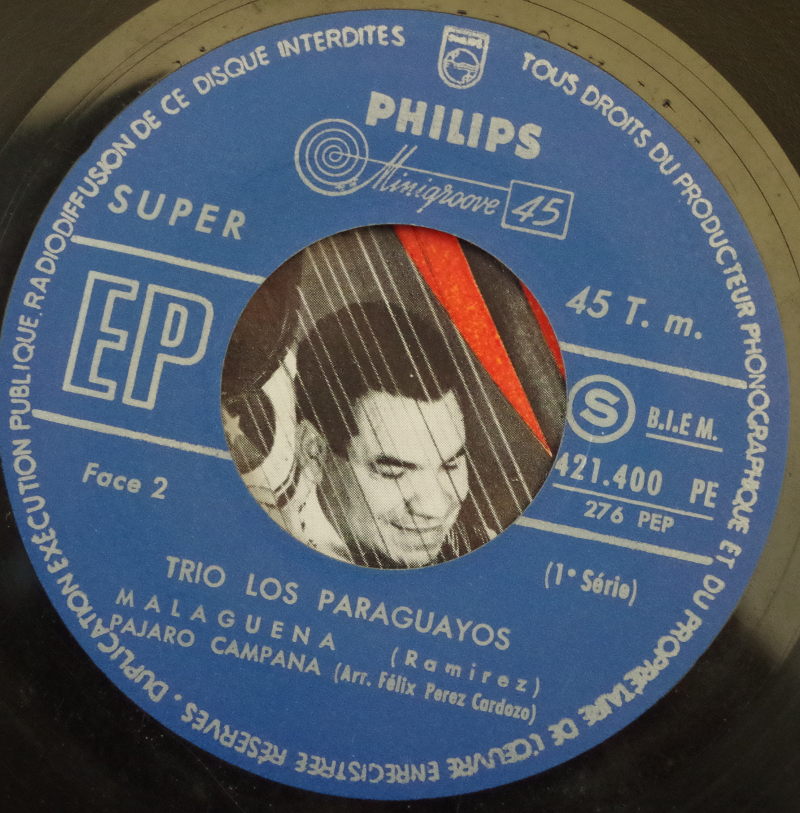 TOUS DROITS DU PRODUCTEUR PHONOGRAPHIQUE ET DU PROPRIÉTAIRE DE L'ŒUVRE ENREGISTRÉE RÉSERVÉS. DUPLICATION EXÉCUTION PUBLIQUE. RADIODIFFUSION DE CE DISQUE INTERDITES
PHILIPS
PHILIPS
Minigroove 45
SUPER
EP
45 T. m.
S B.I.E M.
421.400 PE
276 PEP
Face 2
(1e Série)
TRIO LOS PARAGUAYOS
MALAGUENA (Ramirez)
PAJARO CAMPANA (Arr. Félix Perez Cardozo)